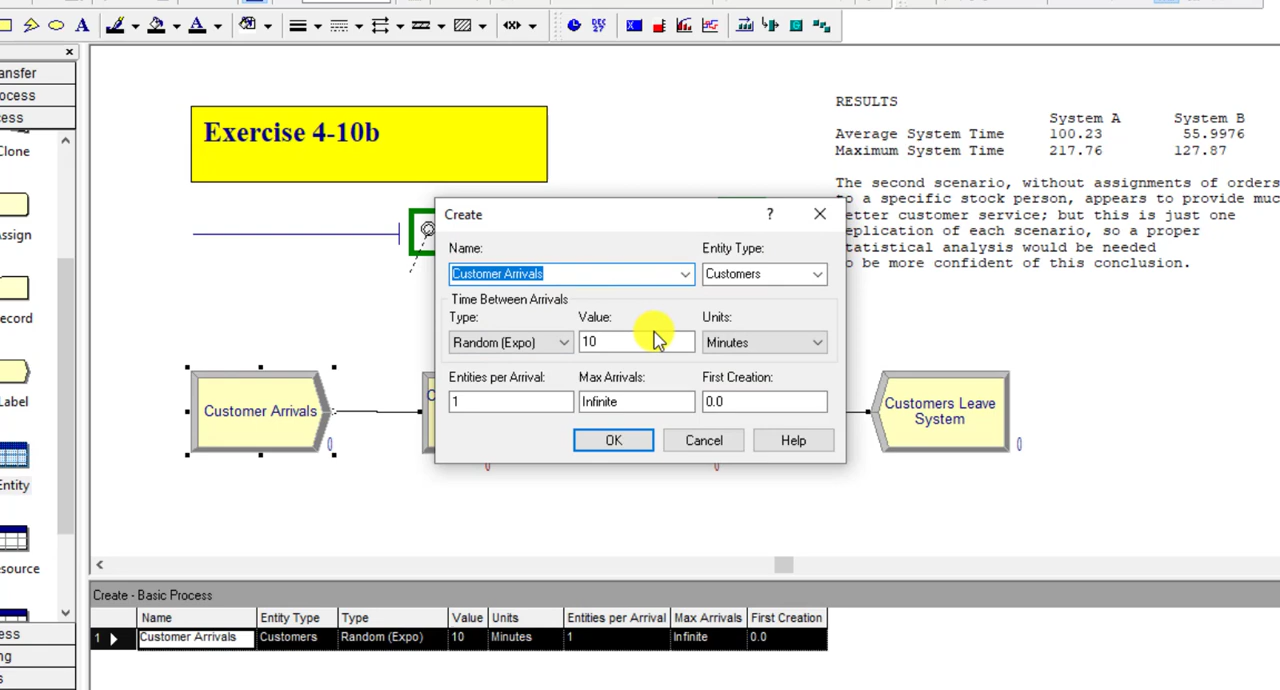 A
ansfer
ocess
ess
Clone
Assign
ecord
Label
Entity
esource
ess
ng
s
Exercise 4-10b
RESULTS
System A System B
Average System Time 100.23 55.9976
Maximum System Time 217.76 127.87
The second scenario, without assignments of orders
to a specific stock person, appears to provide muc
etter customer service; but this is just one
eplication of each scenario, so a proper
tatistical analysis would be needed
o be more confident of this conclusion.
Create ?
Name: Entity Type:
Customer Arrivals Customers
Time Between Arrivals
Type: Value: Units:
Random (Expo) 10 Minutes
Entities per Arrival: Max Arrivals: First Creation:
1 Infinite 0.0
OK Cancel Help
Customer Arrivals
0
C
Customers Leave
System
0
0
0
Create - Basic Process
Name Entity Type Type Value Units Entities per Arrival Max Arrivals First Creation
1 Customer Arrivals Customers Random (Expo) 10 Minutes 1 Infinite 0.0